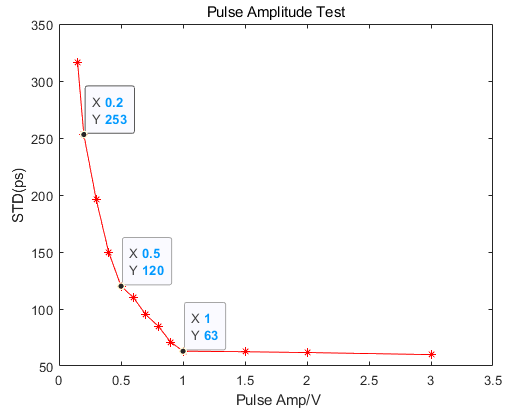 Pulse Amplitude Test
350
300
250
200
150
100
50
STD(ps)
X 0.2
Y 253
X 0.5
Y 120
X 1
Y 63
0
0.5
1
1.5
2
2.5
3
3.5
Pulse Amp/V